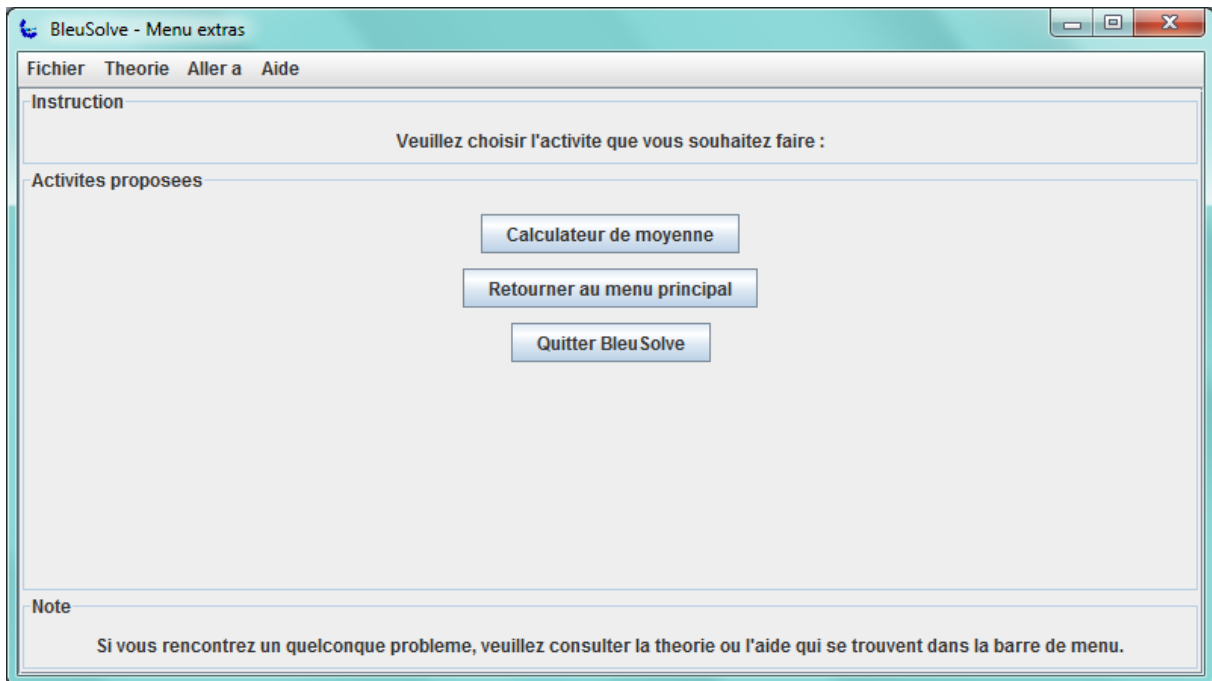 BleuSolve - Menu extras
Fichier Theorie Aller a Aide
Instruction
Veuillez choisir l'activite que vous souhaitez faire :
Activites proposees
Calculateur de moyenne
Retourner au menu principal
Quitter BleuSolve
Note
Si vous rencontrez un quelconque probleme, veuillez consulter la theorie ou l'aide qui se trouvent dans la barre de menu.